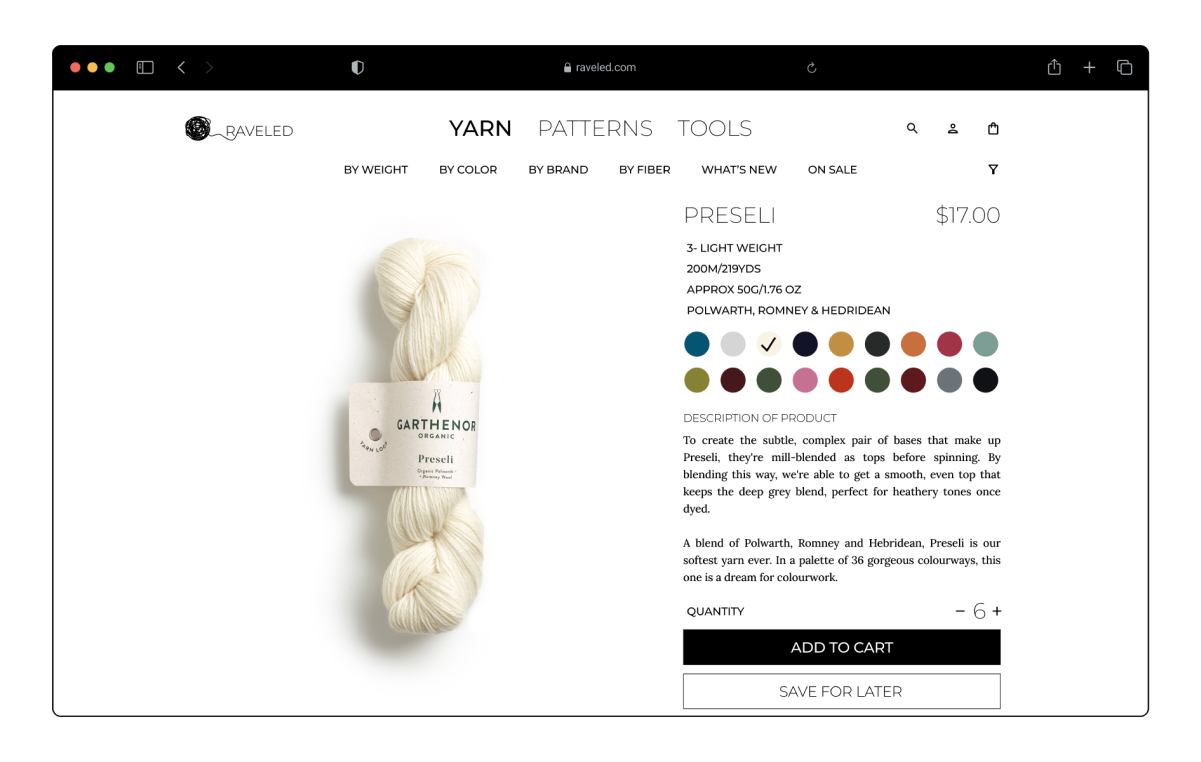 raveled.com
RAVELED
YARN PATTERNS TOOLS
BY WEIGHT BY COLOR BY BRAND BY FIBER WHAT'S NEW ON SALE
PRESELI $17.00
3- LIGHT WEIGHT
200M/219YDS
APPROX 50G/1.76 OZ
POLWARTH, ROMNEY & HEDRIDEAN
GARTHENOR
ORGANIC
YARN LOOP
Preseli
Organic Polwarth
+ Romney Wool
DESCRIPTION OF PRODUCT
To create the subtle, complex pair of bases that make up
Preseli, they're mill-blended as tops before spinning. By
blending this way, we're able to get a smooth, even top that
keeps the deep grey blend, perfect for heathery tones once
dyed.
A blend of Polwarth, Romney and Hebridean, Preseli is our
softest yarn ever. In a palette of 36 gorgeous colourways, this
one is a dream for colourwork.
QUANTITY − 6 +
ADD TO CART
SAVE FOR LATER